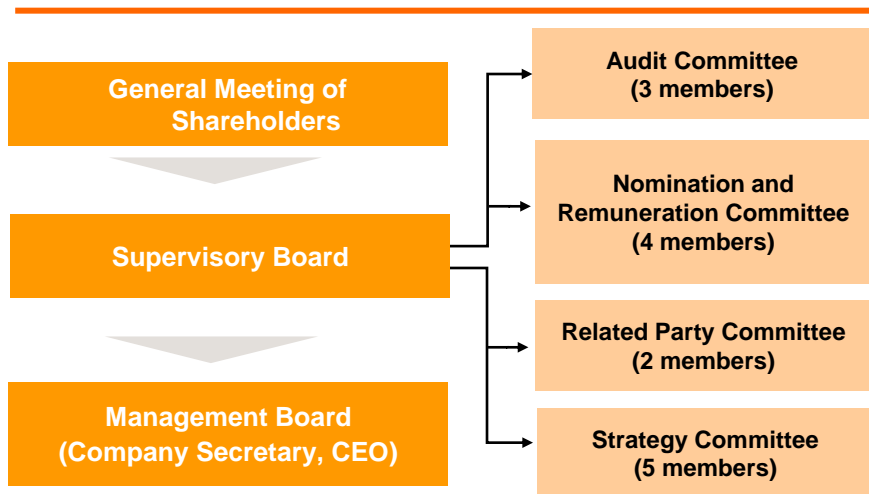 General Meeting of
Shareholders
Supervisory Board
Management Board
(Company Secretary, CEO)
Audit Committee
(3 members)
Nomination and
Remuneration Committee
(4 members)
Related Party Committee
(2 members)
Strategy Committee
(5 members)